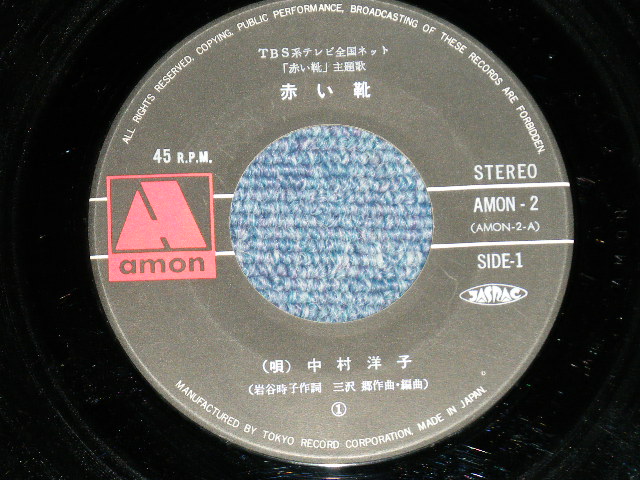 ALL RIGHTS RESERVED. COPYING. PUBLIC PERFORMANCE, BROADCASTING OF THESE RECORDS ARE FORBIDDEN.
TBS系テレビ全国ネット
「赤い靴」主題歌
赤い靴
45 R.P.M.
STEREO
AMON - 2
(AMON-2-A)
amon
SIDE-1
JASRAC
(唄) 中村洋子
(岩谷時子作詞 三沢 郷作曲・編曲)
①
MANUFACTURED BY TOKYO RECORD CORPORATION, MADE IN JAPAN. ©